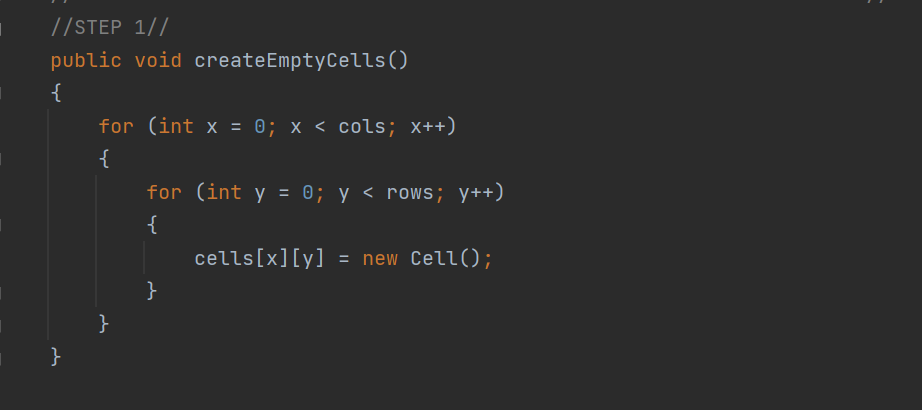 //                                                                  //
//STEP 1//
public void createEmptyCells()
{
    for (int x = 0; x < cols; x++)
    {
        for (int y = 0; y < rows; y++)
        {
            cells[x][y] = new Cell();
        }
    }
}